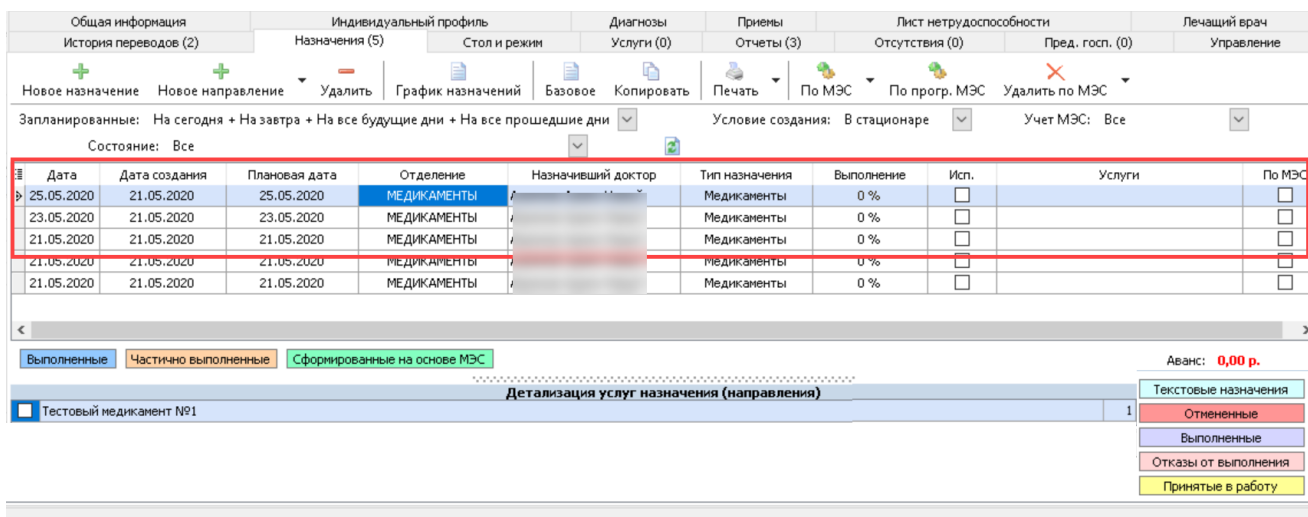 Общая информация Индивидуальный профиль Диагнозы Приемы Лист нетрудоспособности Лечащий врач
История переводов (2) Назначения (5) Стол и режим Услуги (0) Отчеты (3) Отсутствия (0) Пред. госп. (0) Управление
Новое назначение Новое направление Удалить График назначений Базовое Копировать Печать По МЭС По прогр. МЭС Удалить по МЭС
Запланированные: На сегодня + На завтра + На все будущие дни + На все прошедшие дни Условие создания: В стационаре Учет МЭС: Все
Состояние: Все
Дата Дата создания Плановая дата Отделение Назначивший доктор Тип назначения Выполнение Исп. Услуги По МЭС
25.05.2020 21.05.2020 25.05.2020 МЕДИКАМЕНТЫ Медикаменты 0 %
23.05.2020 21.05.2020 23.05.2020 МЕДИКАМЕНТЫ Медикаменты 0 %
21.05.2020 21.05.2020 21.05.2020 МЕДИКАМЕНТЫ Медикаменты 0 %
21.05.2020 21.05.2020 21.05.2020 МЕДИКАМЕНТЫ Медикаменты 0 %
21.05.2020 21.05.2020 21.05.2020 МЕДИКАМЕНТЫ Медикаменты 0 %
Выполненные Частично выполненные Сформированные на основе МЭС Аванс: 0,00 р.
Детализация услуг назначения (направления)
Тестовый медикамент №1 1
Текстовые назначения
Отмененные
Выполненные
Отказы от выполнения
Принятые в работу